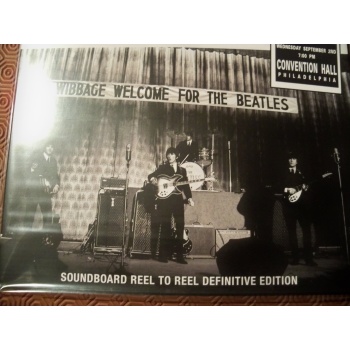 WEDNESDAY SEPTEMBER 2ND
7:00 PM
CONVENTION HALL
PHILADELPHIA
WIBBAGE WELCOME FOR THE BEATLES
SOUNDBOARD REEL TO REEL DEFINITIVE EDITION